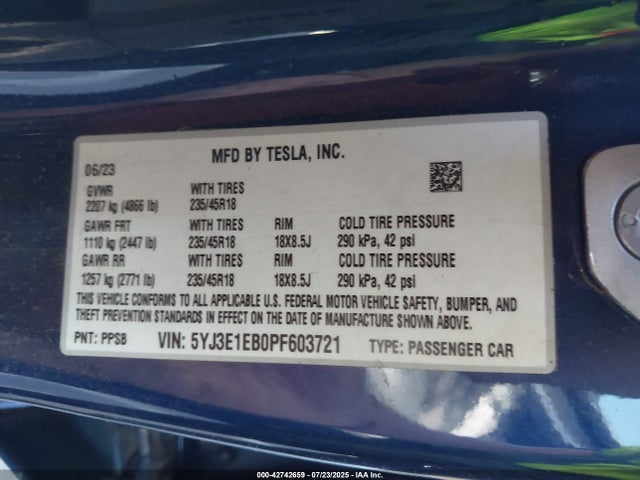 MFD BY TESLA, INC.
06/23
GVWR WITH TIRES
2207 kg (4866 lb) 235/45R18
GAWR FRT WITH TIRES RIM COLD TIRE PRESSURE
1110 kg (2447 lb) 235/45R18 18X8.5J 290 kPa, 42 psi
GAWR RR WITH TIRES RIM COLD TIRE PRESSURE
1257 kg (2771 lb) 235/45R18 18X8.5J 290 kPa, 42 psi
THIS VEHICLE CONFORMS TO ALL APPLICABLE U.S. FEDERAL MOTOR VEHICLE SAFETY, BUMPER, AND
THEFT PREVENTION STANDARDS IN EFFECT ON THE DATE OF MANUFACTURE SHOWN ABOVE.
PNT: PPSB VIN: 5YJ3E1EB0PF603721 TYPE: PASSENGER CAR
000-42742659 - 07/23/2025 - IAAI.COM